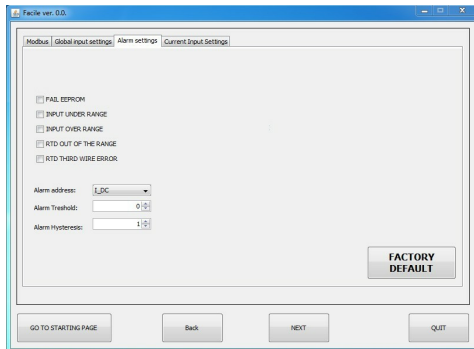 Facile ver. 0.0.
Modbus Global input settings Alarm settings Current Input Settings
FAIL EEPROM
INPUT UNDER RANGE
INPUT OVER RANGE
RTD OUT OF THE RANGE
RTD THIRD WIRE ERROR
Alarm address: I_DC
Alarm Treshold: 0
Alarm Hysteresis: 1
FACTORY
DEFAULT
GO TO STARTING PAGE Back NEXT QUIT